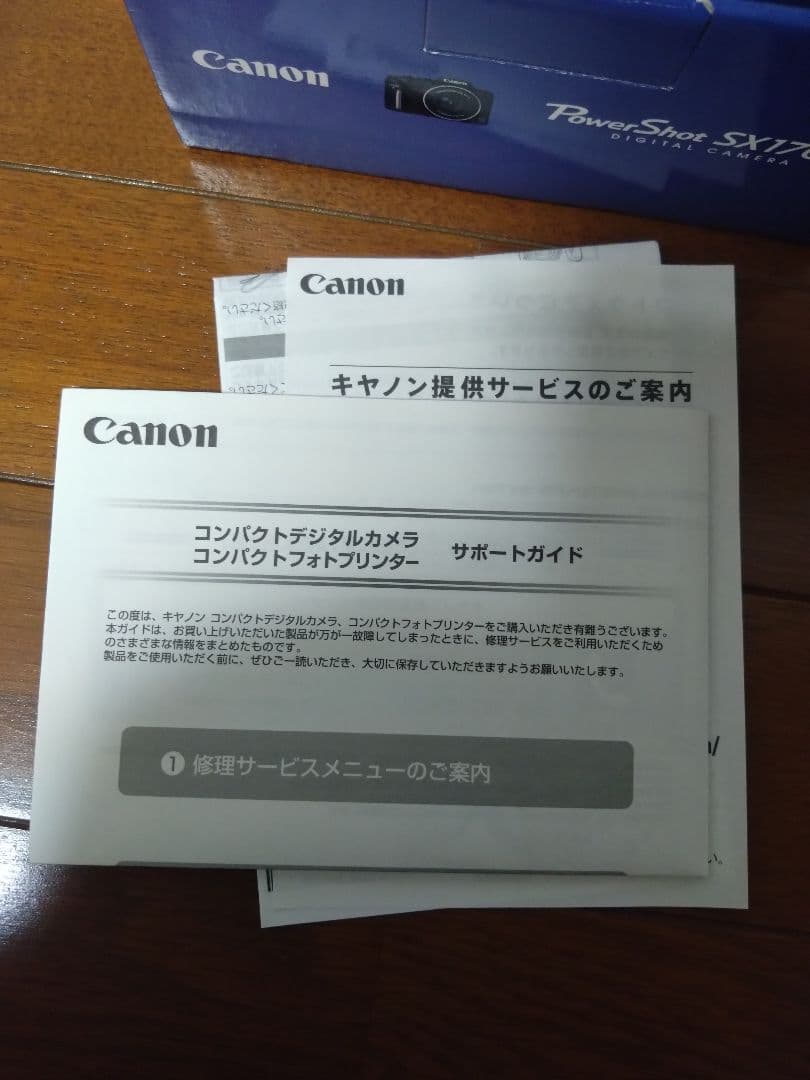 Canon
Canon
PowerShot SX170
DIGITAL CAMERA
Canon
キヤノン提供サービスのご案内
Canon
コンパクトデジタルカメラ
コンパクトフォトプリンター サポートガイド
この度は、キヤノン コンパクトデジタルカメラ、コンパクトフォトプリンターをご購入いただき有難うございます。
本ガイドは、お買い上げいただいた製品が万が一故障してしまったときに、修理サービスをご利用いただくため
のさまざまな情報をまとめたものです。
製品をご使用いただく前に、ぜひご一読いただき、大切に保存していただきますようお願いいたします。
❶ 修理サービスメニューのご案内